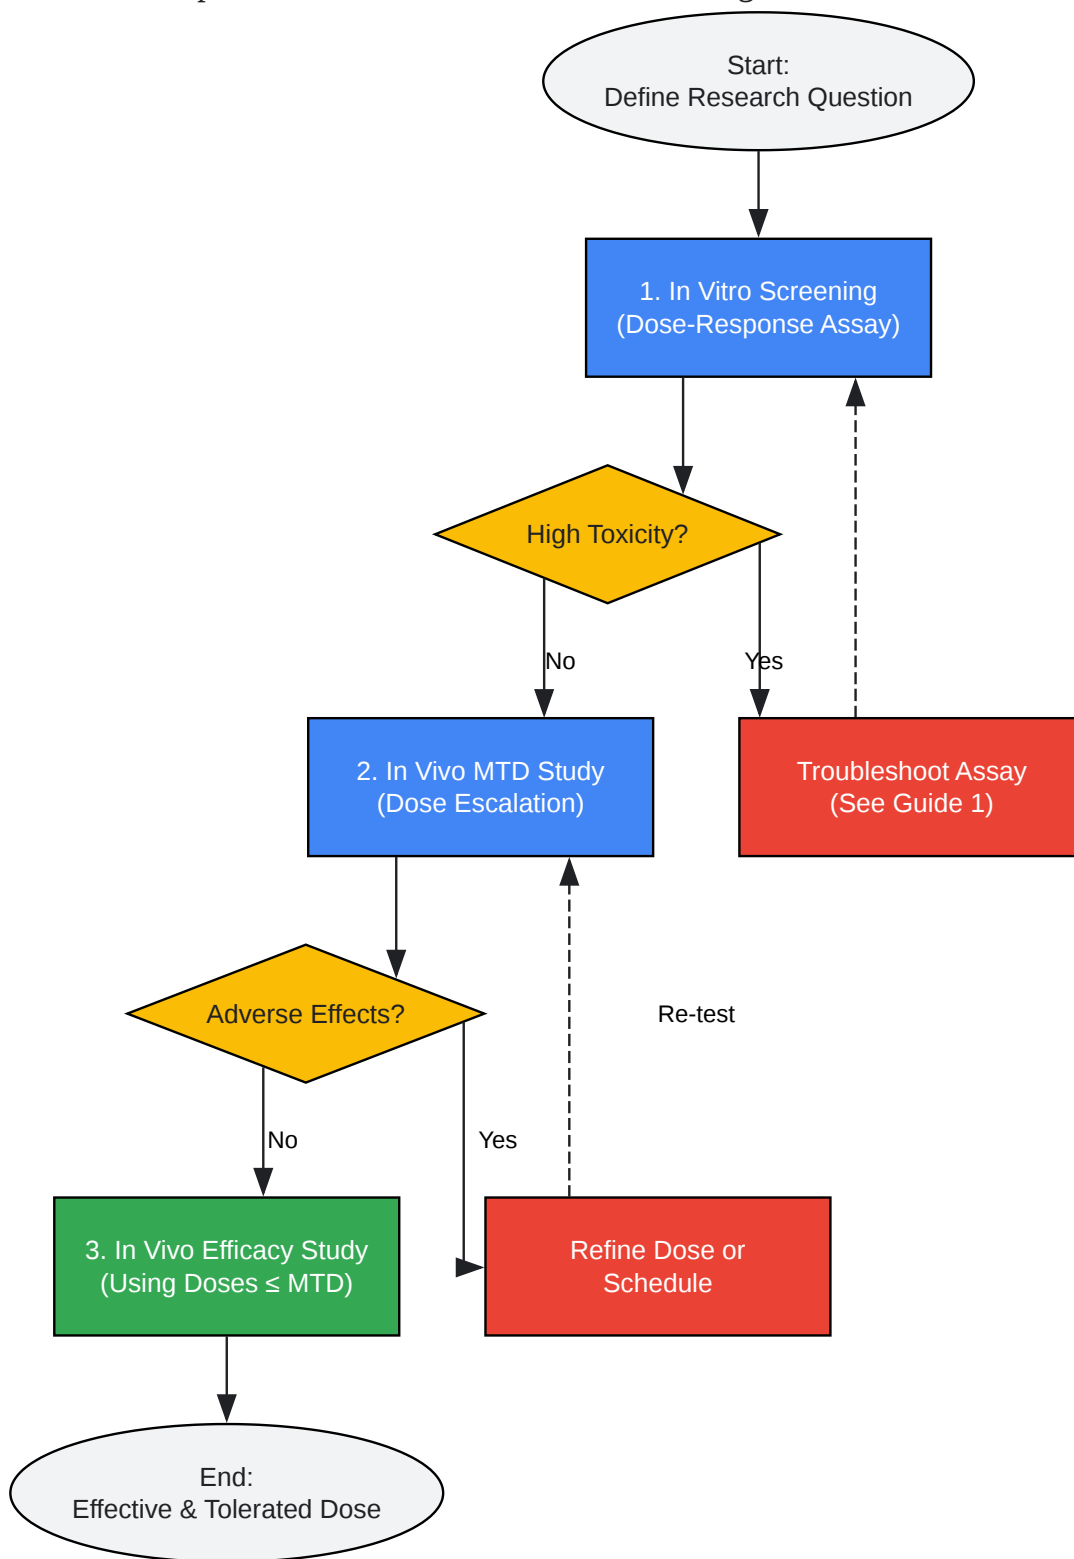 Start:
Define Research Question
1. In Vitro Screening
(Dose-Response Assay)
High Toxicity?
No
Yes
2. In Vivo MTD Study
(Dose Escalation)
Troubleshoot Assay
(See Guide 1)
Adverse Effects?
Re-test
No
Yes
3. In Vivo Efficacy Study
(Using Doses ≤ MTD)
Refine Dose or
Schedule
End:
Effective & Tolerated Dose